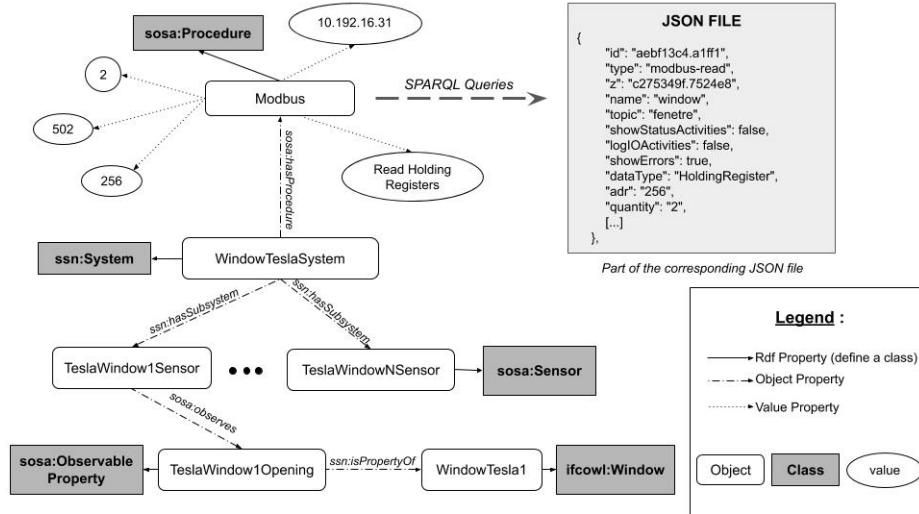 sosa:Procedure
10.192.16.31
2
Modbus
SPARQL Queries
502
256
Read Holding
Registers
sosa:hasProcedure
JSON FILE
{
"id": "aebf13c4.a1ff1",
"type": "modbus-read",
"z": "c275349f.7524e8",
"name": "window",
"topic": "fenetre",
"showStatusActivities": false,
"logIOActivities": false,
"showErrors": true,
"dataType": "HoldingRegister",
"adr": "256",
"quantity": "2",
[...]
},
Part of the corresponding JSON file
ssn:System
WindowTeslaSystem
ssn:hasSubsystem
ssn:hasSubsystem
TeslaWindow1Sensor
TeslaWindowNSensor
sosa:Sensor
sosa:observes
sosa:Observable
Property
TeslaWindow1Opening
ssn:isPropertyOf
WindowTesla1
ifcowl:Window
Legend :
Rdf Property (define a class)
Object Property
Value Property
Object
Class
value